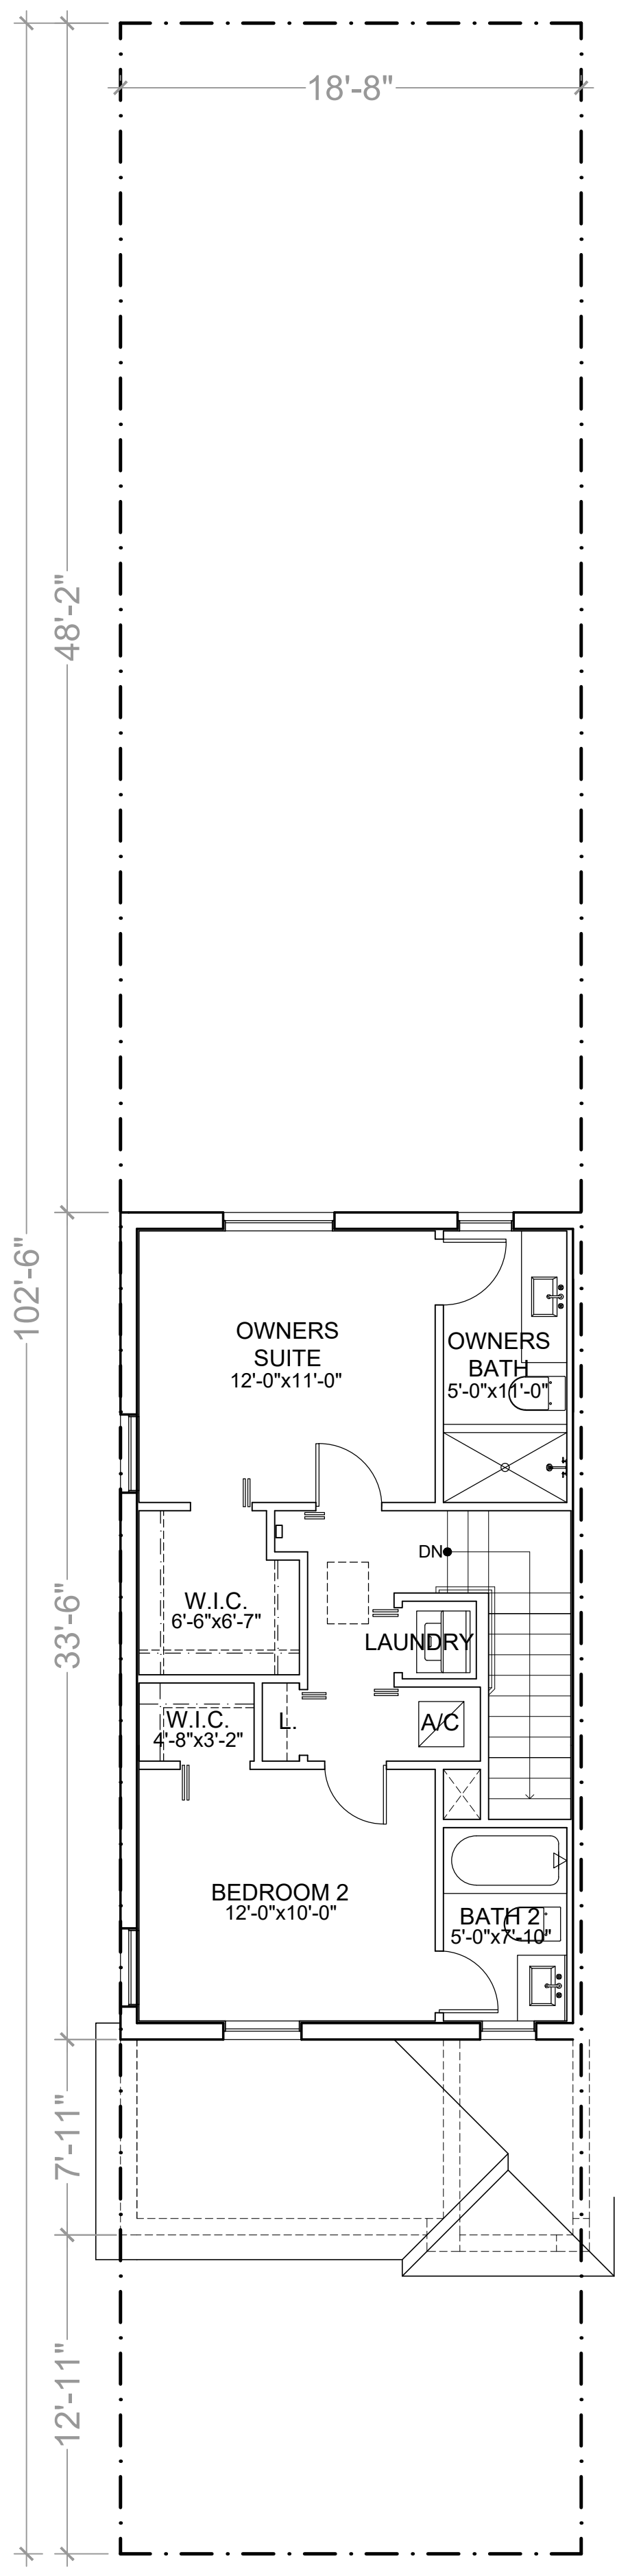 18'-8"
48'-2"
102'-6"
OWNERS
SUITE
12'-0"x11'-0"
OWNERS
BATH
5'-0"x11'-0"
DN
W.I.C.
6'-6"x6'-7"
33'-6"
LAUNDRY
W.I.C.
4'-8"x3'-2"
L.
A/C
BEDROOM 2
12'-0"x10'-0"
BATH 2
5'-0"x7'-10"
7'-11"
12'-11"